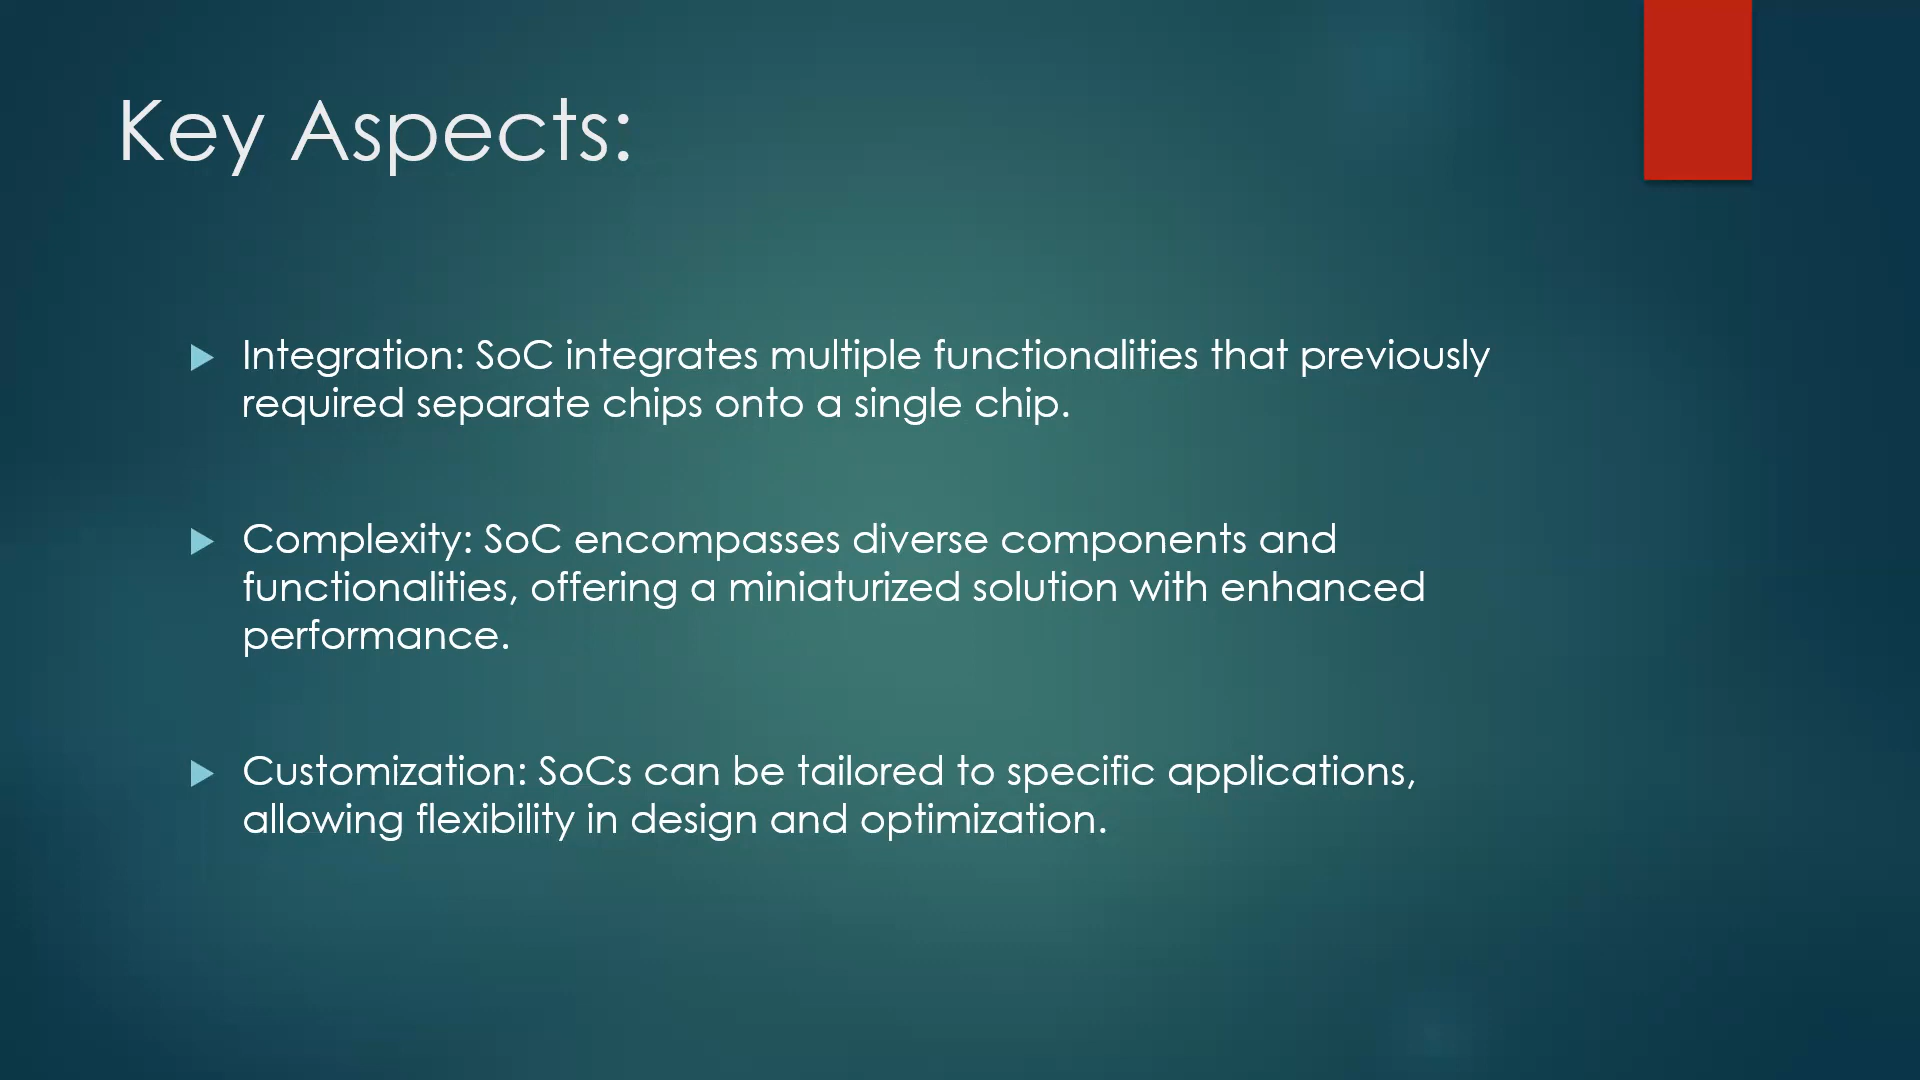 Key Aspects:
Integration: SoC integrates multiple functionalities that previously
required separate chips onto a single chip.
Complexity: SoC encompasses diverse components and
functionalities, offering a miniaturized solution with enhanced
performance.
Customization: SoCs can be tailored to specific applications,
allowing flexibility in design and optimization.